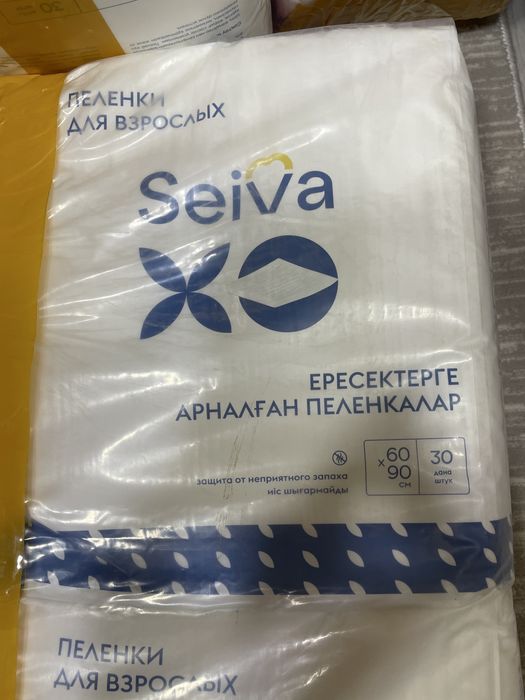 30
ПЕЛЕНКИ
ДЛЯ ВЗРОСЛЫХ
Seiva
ЕРЕСЕКТЕРГЕ
АРНАЛҒАН ПЕЛЕНКАЛАР
защита от неприятного запаха
иіс шығармайды
х 60
90
см
30
дана
штук
ПЕЛЕНКИ
ДЛЯ ВЗРОСЛЫХ